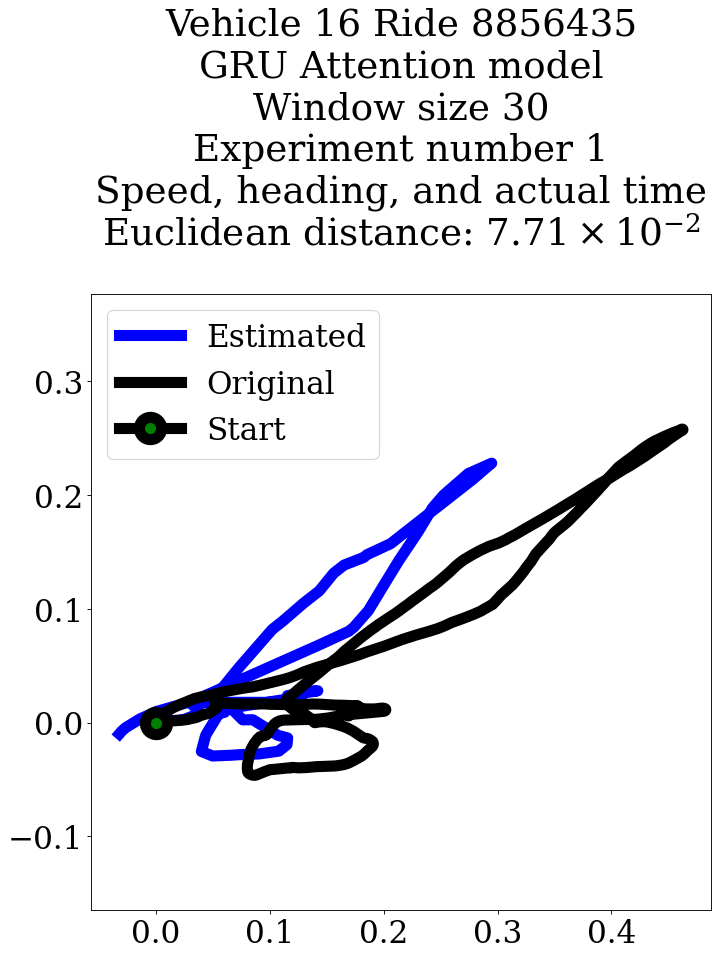 Vehicle 16 Ride 8856435
GRU Attention model
Window size 30
Experiment number 1
Speed, heading, and actual time
Euclidean distance: 7.71 × 10⁻²
Estimated
Original
Start
0.3
0.2
0.1
0.0
−0.1
0.0 0.1 0.2 0.3 0.4